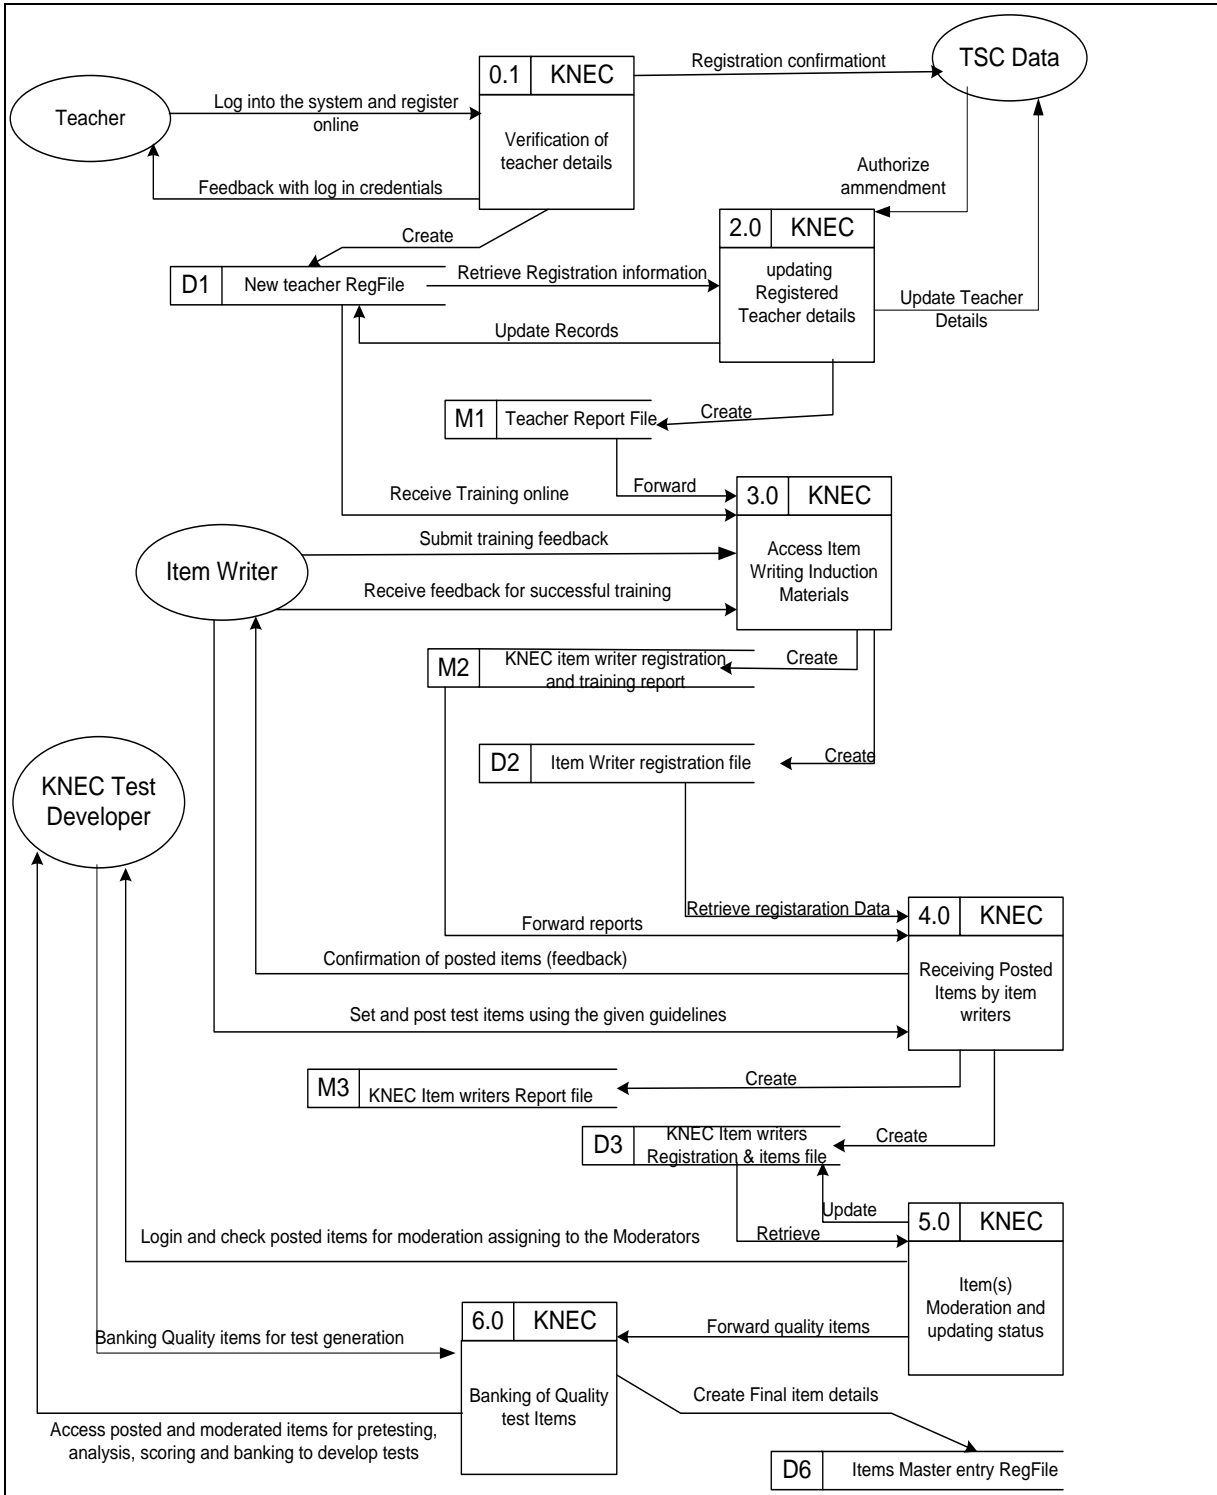 0.1 KNEC
Registration confirmationt
TSC Data
Teacher
Log into the system and register
online
Verification of
teacher details
Feedback with log in credentials
Authorize
ammendment
Create
2.0 KNEC
D1 New teacher RegFile
Retrieve Registration information
updating
Registered
Teacher details
Update Teacher
Details
Update Records
M1 Teacher Report File
Create
Forward
Receive Training online
3.0 KNEC
Submit training feedback
Item Writer
Access Item
Writing Induction
Materials
Receive feedback for successful training
M2 KNEC item writer registration
and training report
Create
D2 Item Writer registration file
Create
KNEC Test
Developer
Retrieve registaration Data
4.0 KNEC
Forward reports
Confirmation of posted items (feedback)
Receiving Posted
Items by item
writers
Set and post test items using the given guidelines
M3 KNEC Item writers Report file
Create
D3 KNEC Item writers
Registration & items file
Create
Update
5.0 KNEC
Retrieve
Login and check posted items for moderation assigning to the Moderators
Item(s)
Moderation and
updating status
6.0 KNEC
Forward quality items
Banking Quality items for test generation
Banking of Quality
test Items
Create Final item details
Access posted and moderated items for pretesting,
analysis, scoring and banking to develop tests
D6 Items Master entry RegFile